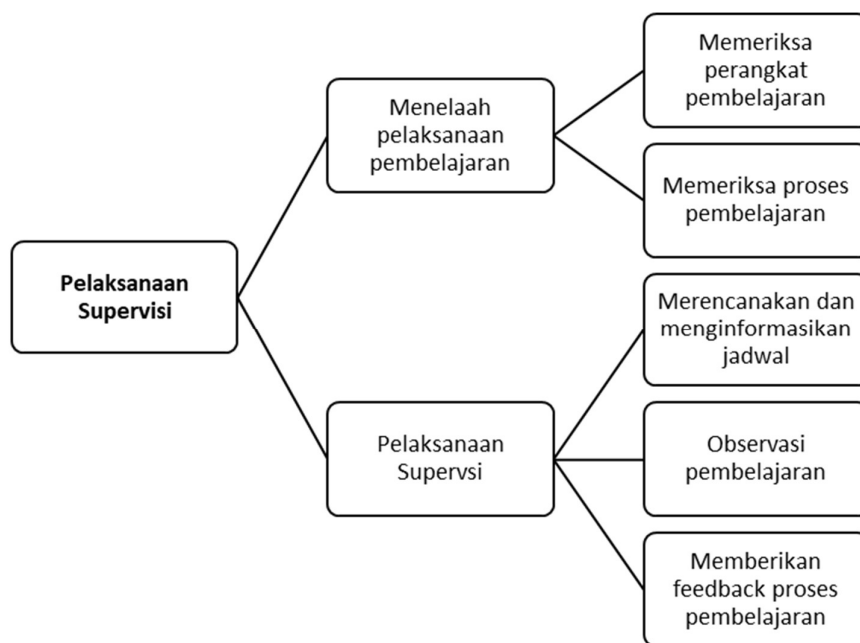 Pelaksanaan
Supervisi
Menelaah
pelaksanaan
pembelajaran
Memeriksa
perangkat
pembelajaran
Memeriksa proses
pembelajaran
Pelaksanaan
Supervsi
Merencanakan dan
menginformasikan
jadwal
Observasi
pembelajaran
Memberikan
feedback proses
pembelajaran